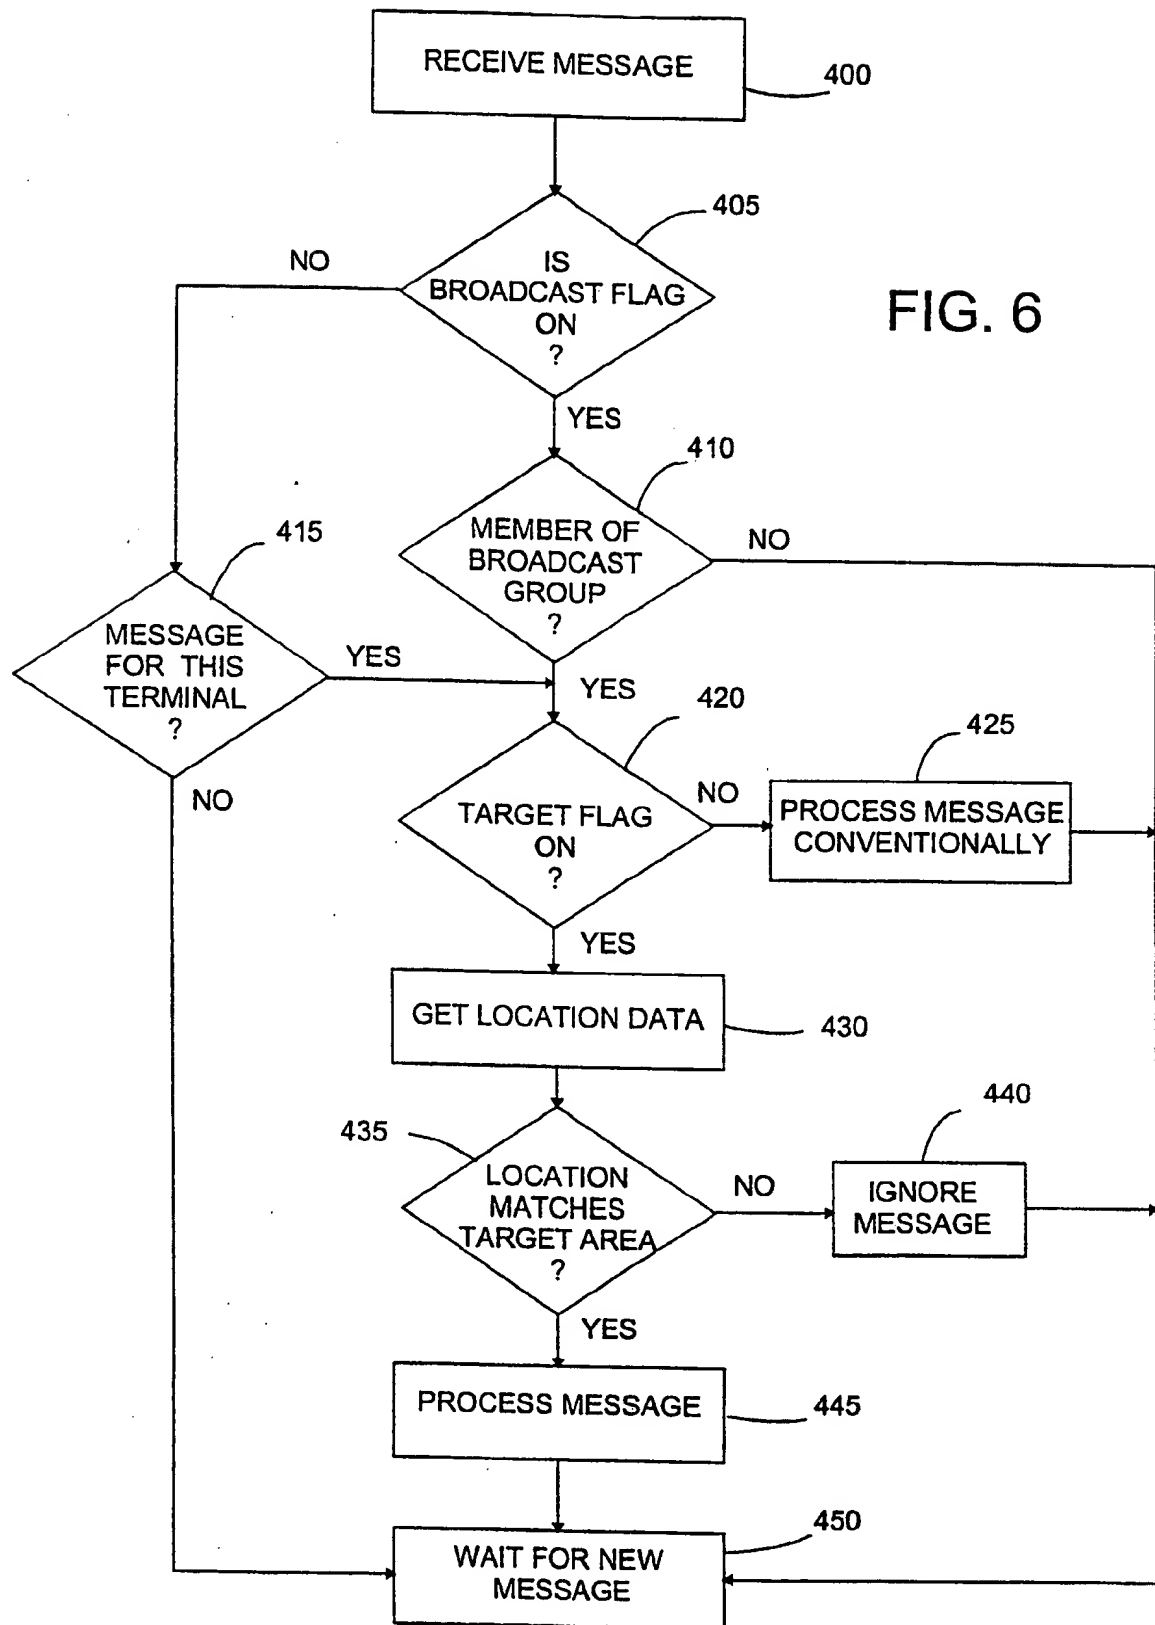 RECEIVE MESSAGE
400
405
NO
IS
BROADCAST FLAG
ON
?
FIG. 6
YES
410
MEMBER OF
BROADCAST
GROUP
?
NO
415
MESSAGE
FOR THIS
TERMINAL
?
YES
YES
NO
420
TARGET FLAG
ON
?
NO
425
PROCESS MESSAGE
CONVENTIONALLY
YES
GET LOCATION DATA
430
435
LOCATION
MATCHES
TARGET AREA
?
NO
440
IGNORE
MESSAGE
YES
PROCESS MESSAGE
445
450
WAIT FOR NEW
MESSAGE